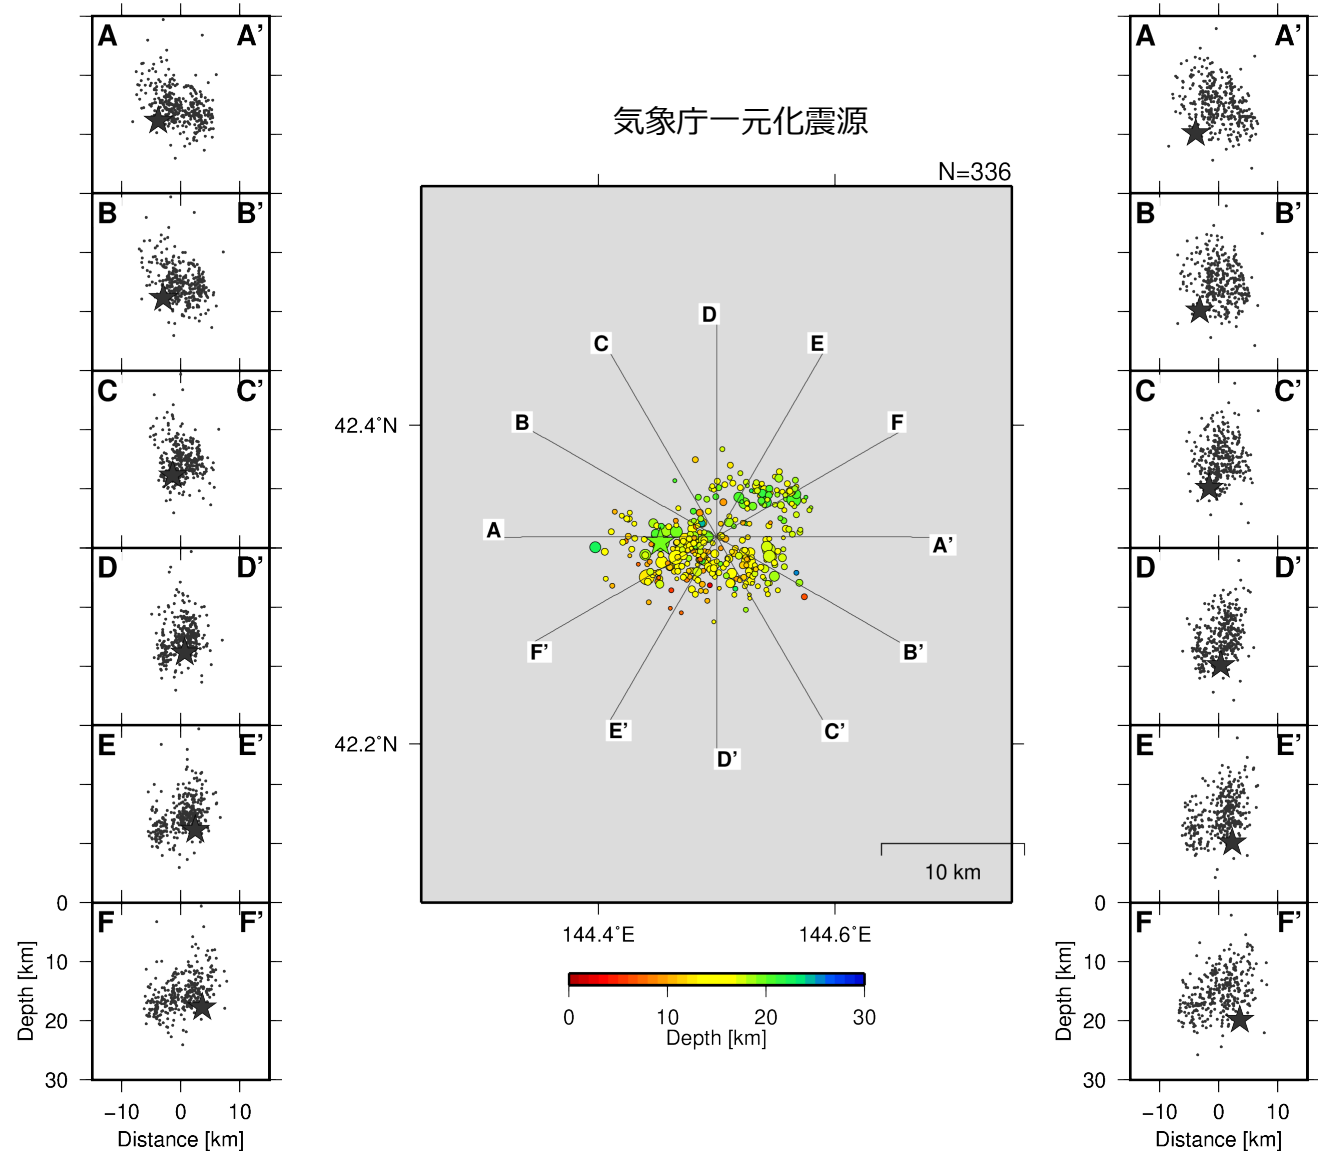 A A’
B B’
C C’
D D’
E E’
0
F F’
10
20
30
Depth [km]
−10 0 10
Distance [km]
気象庁一元化震源
N=336
D
C E
B F
42.4˚N
A A’
F’ B’
E’ C’
D’
42.2˚N
10 km
144.4˚E 144.6˚E
0 10 20 30
Depth [km]
A A’
B B’
C C’
D D’
E E’
0
F F’
10
20
30
Depth [km]
−10 0 10
Distance [km]